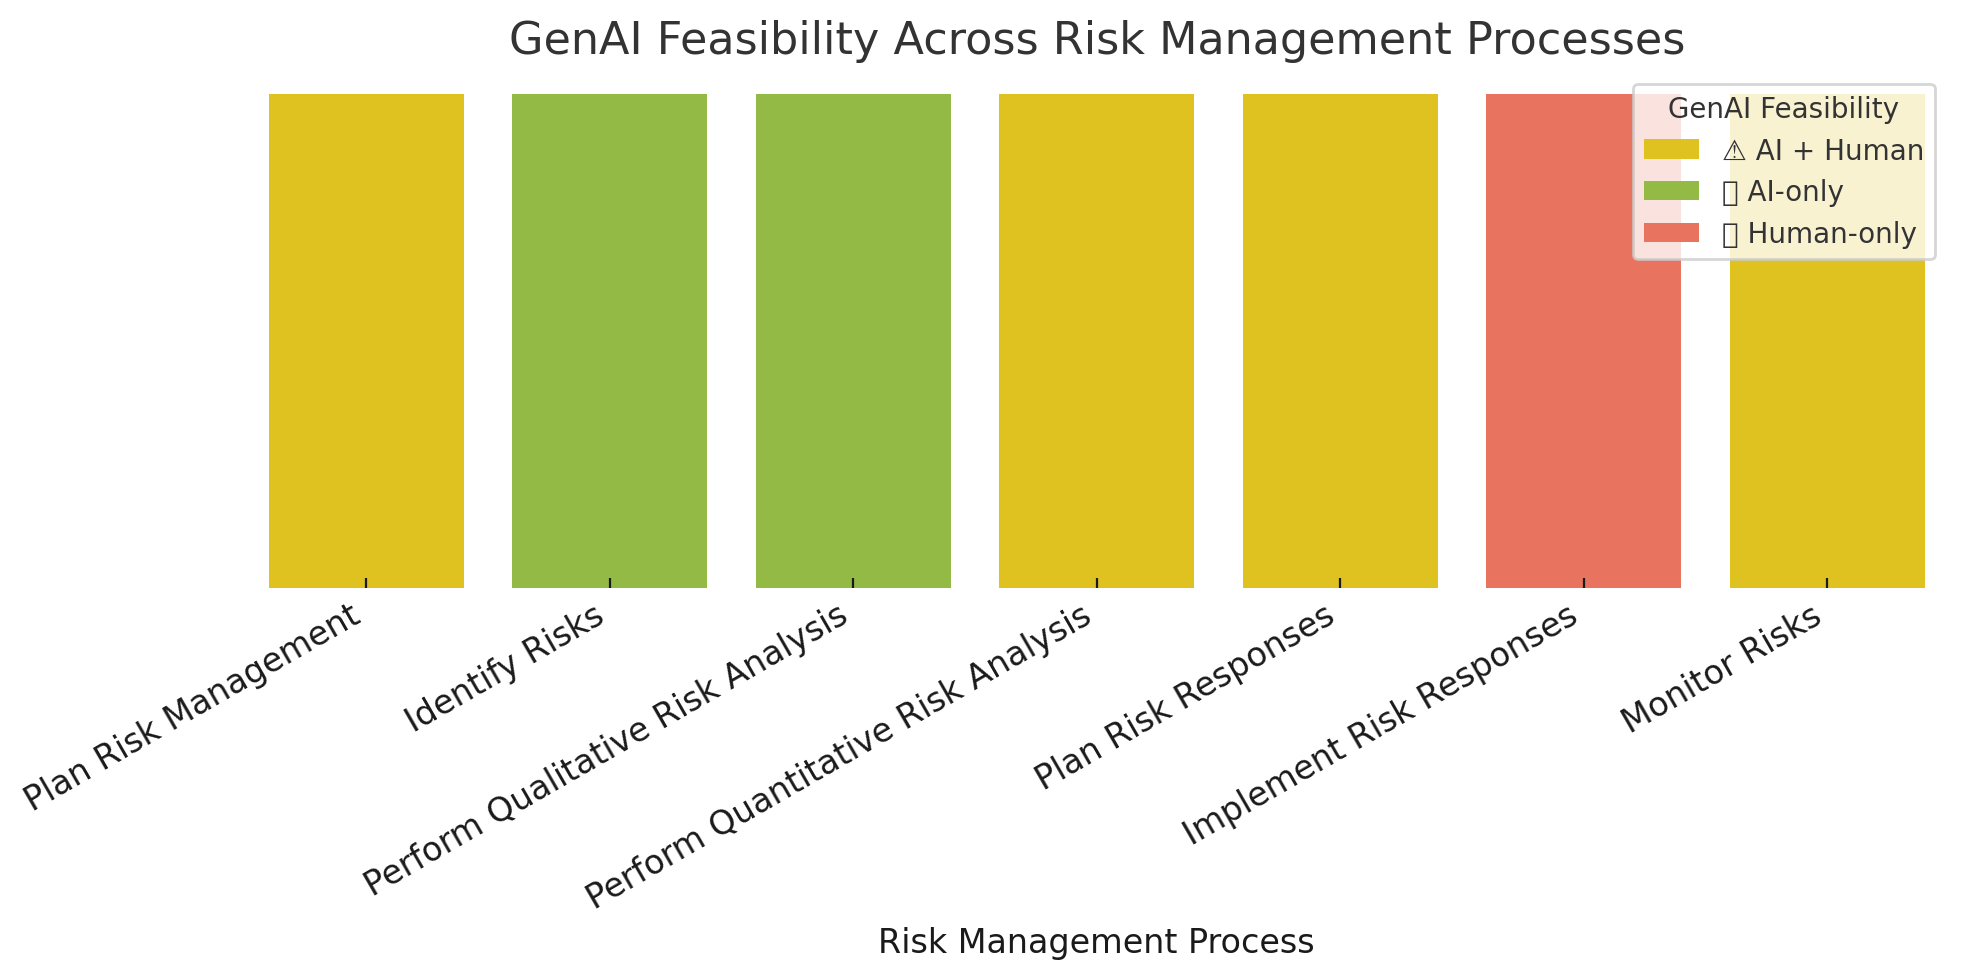 GenAI Feasibility Across Risk Management Processes
GenAI Feasibility
⚠ AI + Human
AI-only
Human-only
Plan Risk Management
Identify Risks
Perform Qualitative Risk Analysis
Perform Quantitative Risk Analysis
Plan Risk Responses
Implement Risk Responses
Monitor Risks
Risk Management Process